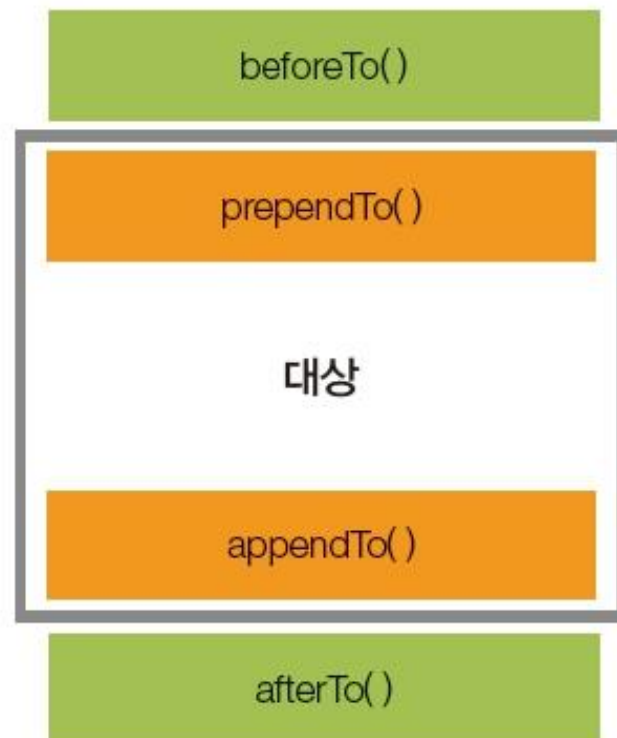 beforeTo( )
prependTo( )
대상
appendTo( )
afterTo( )